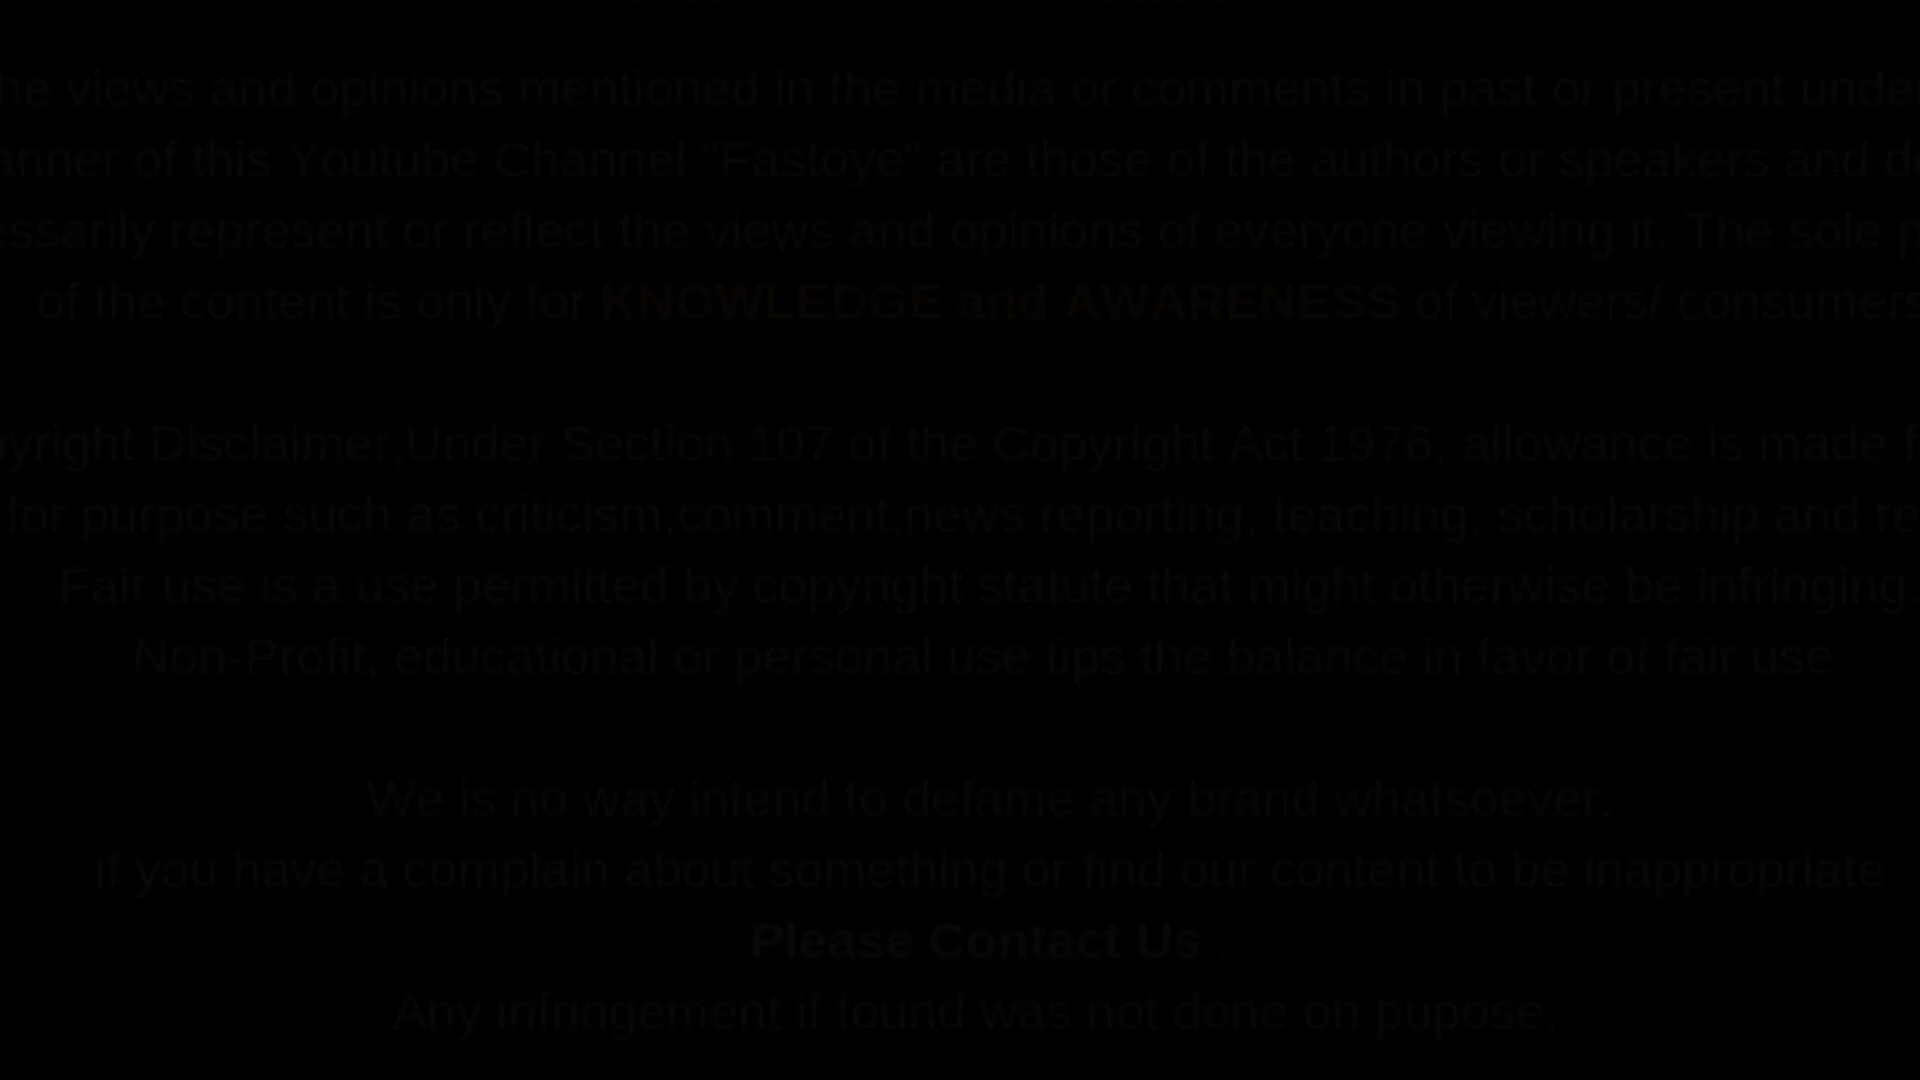 he views and opinions mentioned in the media or comments in past or present unde
anner of this Youtube Channel "Fastoye" are those of the authors or speakers and d
essarily represent or reflect the views and opinions of everyone viewing it. The sole p
of the content is only for KNOWLEDGE and AWARENESS of viewers/ consumers
pyright DIsclaimer,Under Section 107 of the Copyright Act 1976, allowance is made f
for purpose such as criticism,comment,news reporting, teaching, scholarship and re
Fair use is a use permitted by copyright statute that might otherwise be infringing.
Non-Profit, educational or personal use tips the balance in favor of fair use.
We is no way intend to defame any brand whatsoever.
if you have a complain about something or find our content to be inappropriate
Please Contact Us .
Any infringement if found was not done on pupose.